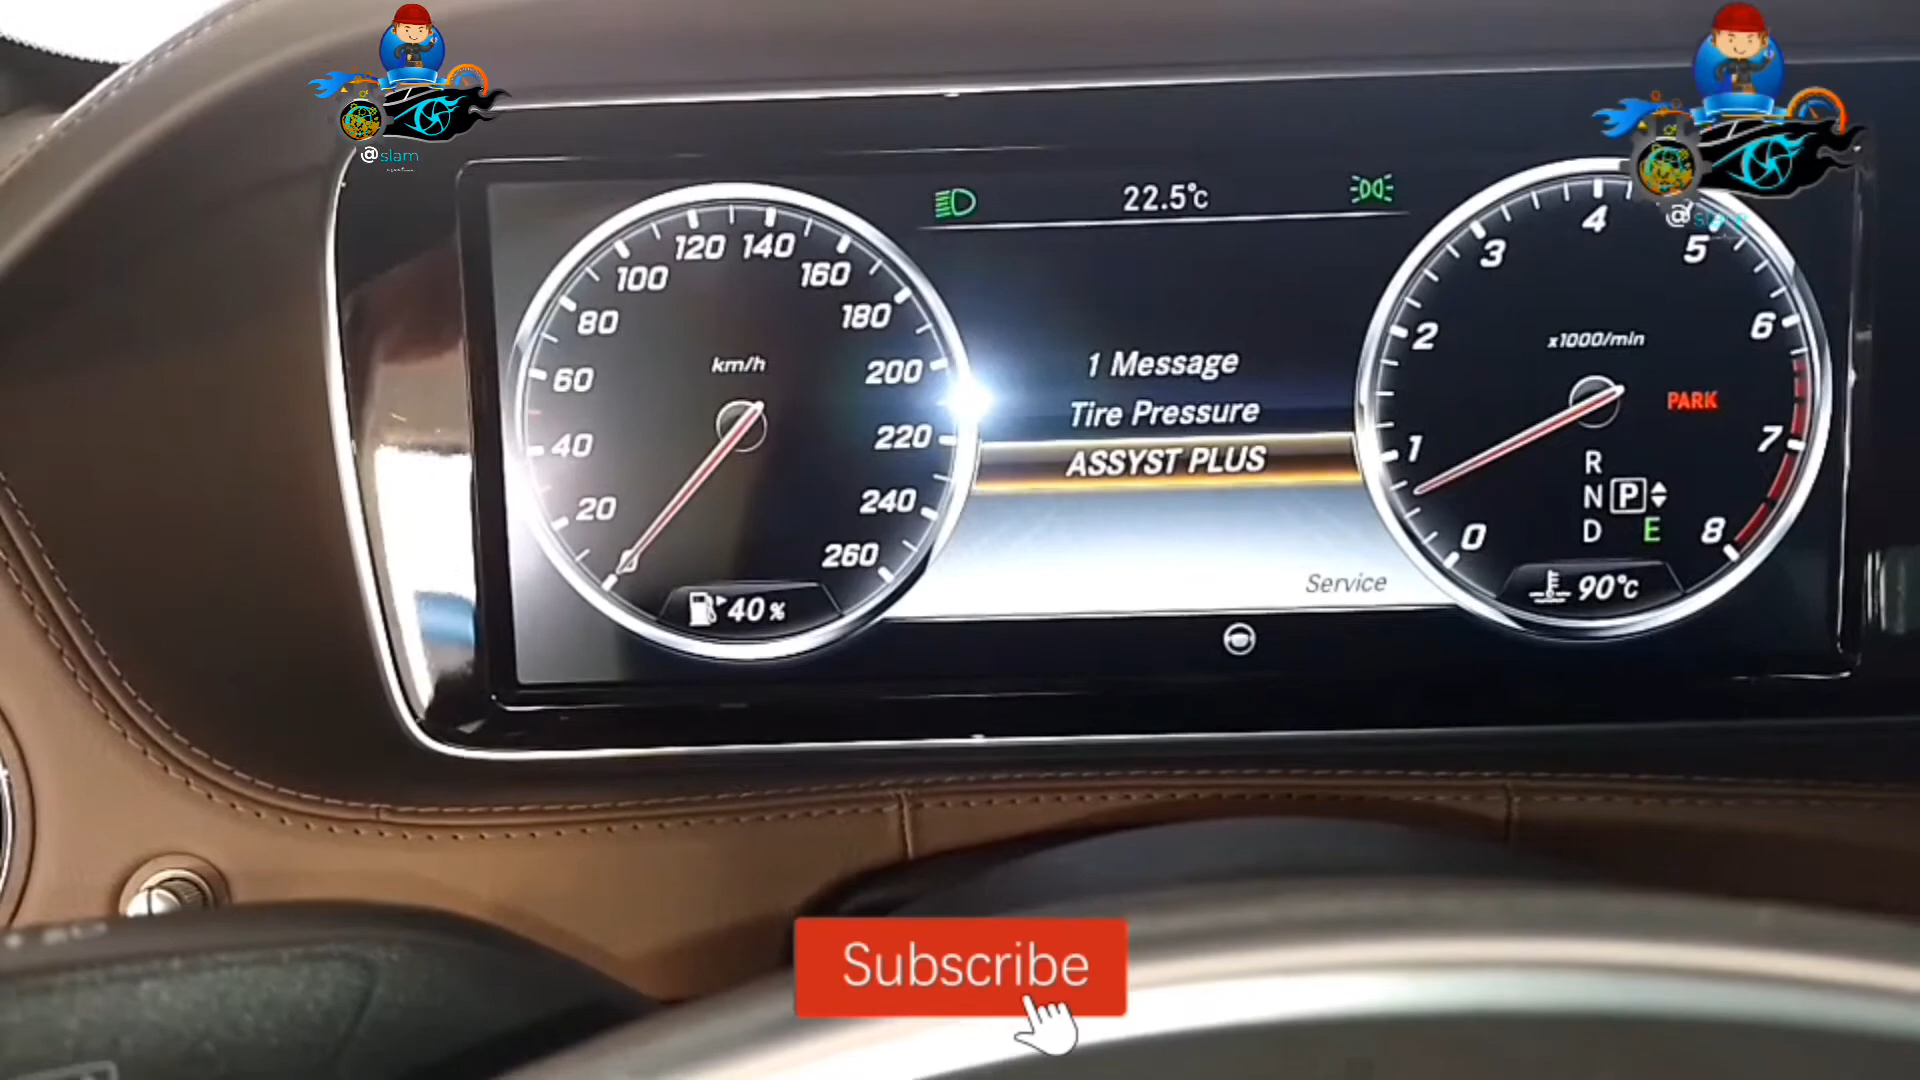 @slam
@slam
22.5°c
120 140
100
160
80
180
km/h
60
200
40
220
20
240
260
40 %
1 Message
Tire Pressure
ASSYST PLUS
Service
4
3
5
2
6
x1000/min
PARK
1
7
R
N P
D E
0
8
90°c
Subscribe